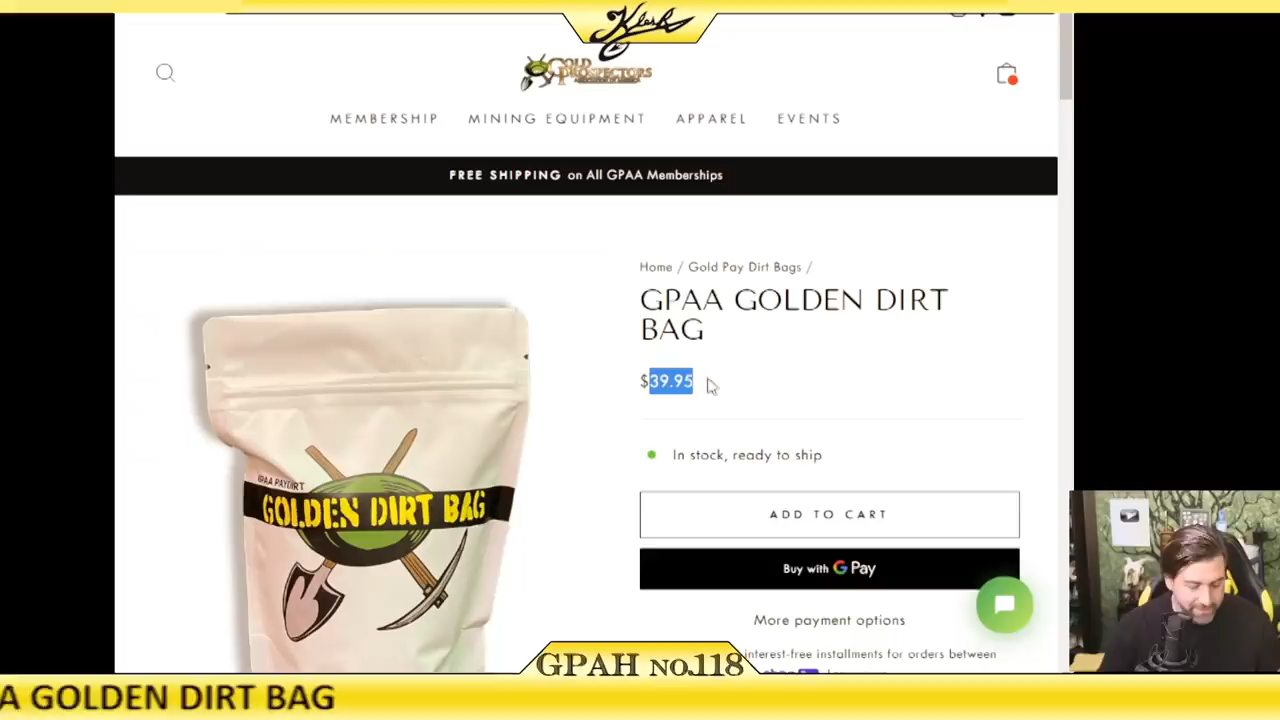 Klesh
GOLD
PROSPECTORS
MEMBERSHIP MINING EQUIPMENT APPAREL EVENTS
FREE SHIPPING on All GPAA Memberships
Home / Gold Pay Dirt Bags /
GPAA GOLDEN DIRT
BAG
$39.95
In stock, ready to ship
ADD TO CART
Buy with G Pay
More payment options
interest-free installments for orders between
GPAA PAYDIRT
GOLDEN DIRT BAG
GPAH NO.118
A GOLDEN DIRT BAG